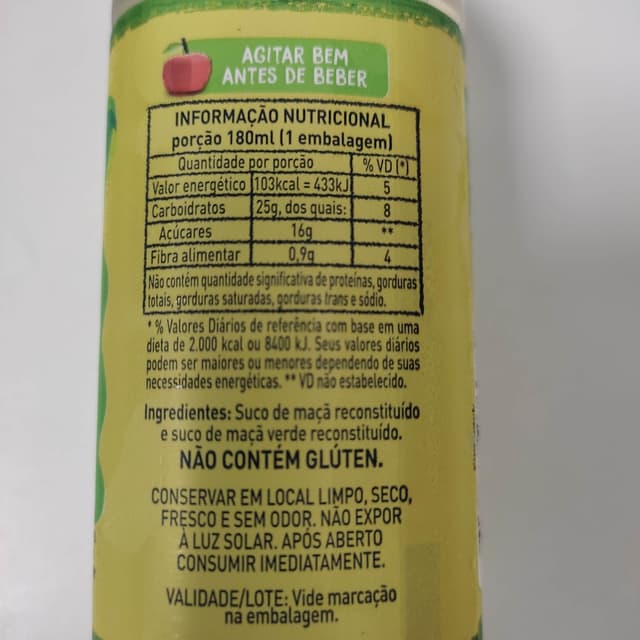 AGITAR BEM
ANTES DE BEBER
INFORMAÇÃO NUTRICIONAL
porção 180ml (1 embalagem)
Quantidade por porção % VD (*)
Valor energético 103kcal = 433kJ 5
Carboidratos 25g, dos quais: 8
Açúcares 16g **
Fibra alimentar 0,9g 4
Não contém quantidade significativa de proteínas, gorduras
totais, gorduras saturadas, gorduras trans e sódio.
* % Valores Diários de referência com base em uma
dieta de 2.000 kcal ou 8400 kJ. Seus valores diários
podem ser maiores ou menores dependendo de suas
necessidades energéticas. ** VD não estabelecido.
Ingredientes: Suco de maçã reconstituído
e suco de maçã verde reconstituído.
NÃO CONTÉM GLÚTEN.
CONSERVAR EM LOCAL LIMPO, SECO,
FRESCO E SEM ODOR. NÃO EXPOR
À LUZ SOLAR. APÓS ABERTO
CONSUMIR IMEDIATAMENTE.
VALIDADE/LOTE: Vide marcação
na embalagem.